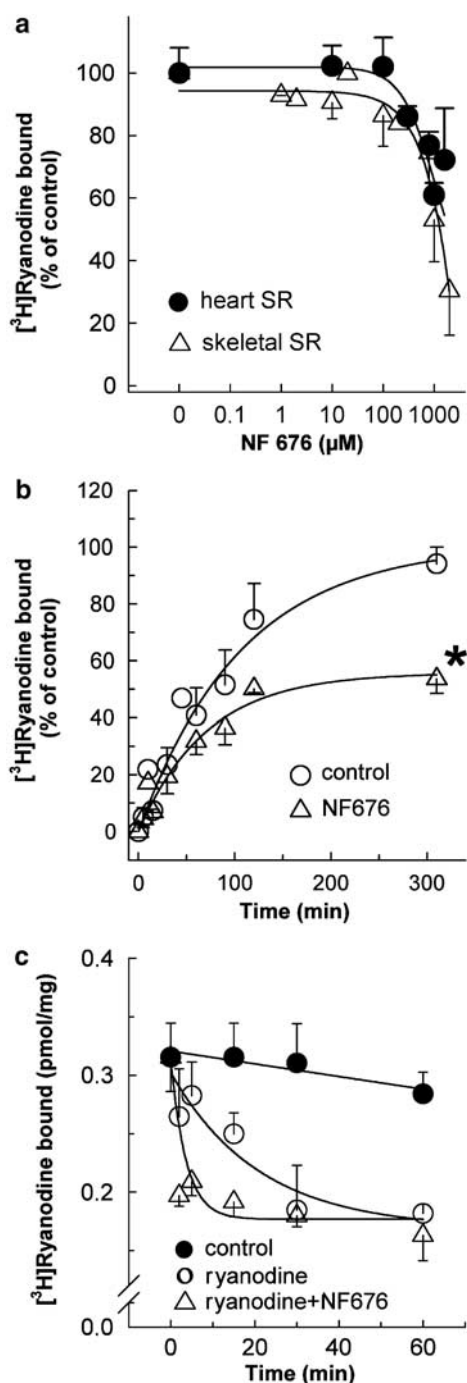 a
[³H]Ryanodine bound
(% of control)
100
80
60
40
20
0
heart SR
skeletal SR
0 0.1 1 10 100 1000
NF 676 (µM)
b
[³H]Ryanodine bound
(% of control)
120
100
80
60
40
20
0
*
control
NF676
0 100 200 300
Time (min)
c
[³H]Ryanodine bound (pmol/mg)
0.4
0.3
0.2
0.0
control
ryanodine
ryanodine+NF676
0 20 40 60
Time (min)